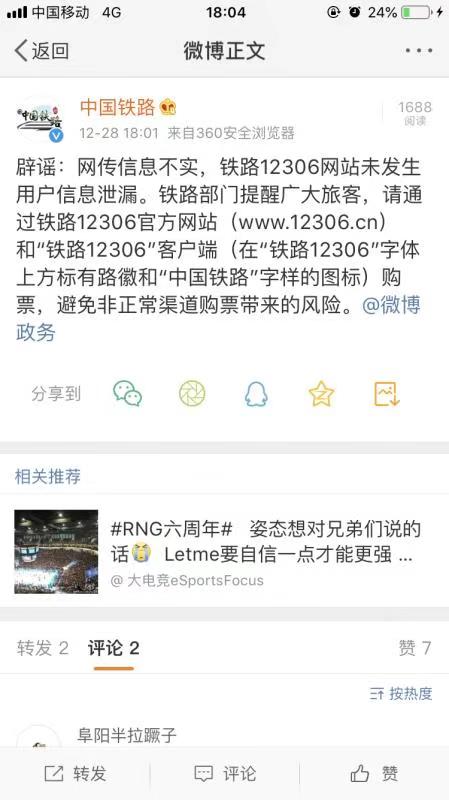 中国移动 4G 18:04 24%
返回 微博正文
中国铁路 1688
12-28 18:01 来自360安全浏览器 阅读
辟谣：网传信息不实，铁路12306网站未发生
用户信息泄漏。铁路部门提醒广大旅客，请通
过铁路12306官方网站（www.12306.cn）
和“铁路12306”客户端（在“铁路12306”字体
上方标有路徽和“中国铁路”字样的图标）购
票，避免非正常渠道购票带来的风险。@微博
政务
分享到
相关推荐
#RNG六周年# 姿态想对兄弟们说的
话 Letme要自信一点才能更强 ...
@ 大电竞eSportsFocus
转发 2 评论 2 赞 7
按热度
阜阳半拉蹶子
转发 评论 赞